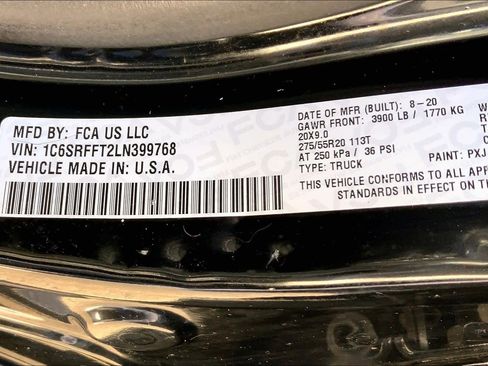 MFD BY: FCA US LLC
VIN: 1C6SRFFT2LN399768
VEHICLE MADE IN: U.S.A.
DATE OF MFR (BUILT): 8-20
GAWR FRONT: 3900 LB / 1770 KG
20X9.0
275/55R20 113T
AT 250 kPa / 36 PSI
TYPE: TRUCK PAINT: PXJ
THIS VEHICLE CONFORMS TO ALL APP
STANDARDS IN EFFECT ON THE